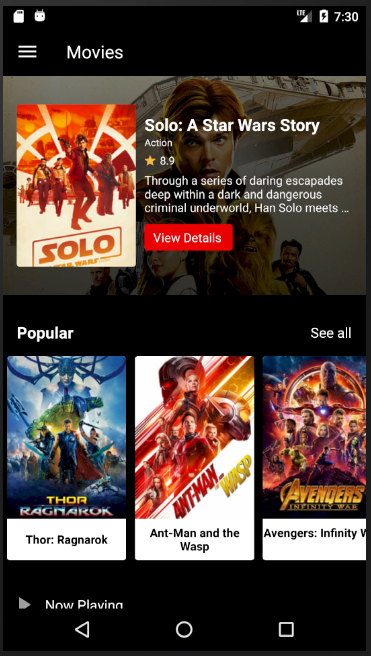 LTE 7:30
Movies
Solo: A Star Wars Story
Action
8.9
Through a series of daring escapades
deep within a dark and dangerous
criminal underworld, Han Solo meets ...
View Details
SOLO
STAR WARS
Popular
See all
THOR
RAGNAROK
ANT-MAN
AND THE
WASP
AVENGERS
INFINITY WAR
Thor: Ragnarok
Ant-Man and the
Wasp
Avengers: Infinity W
Now Playing